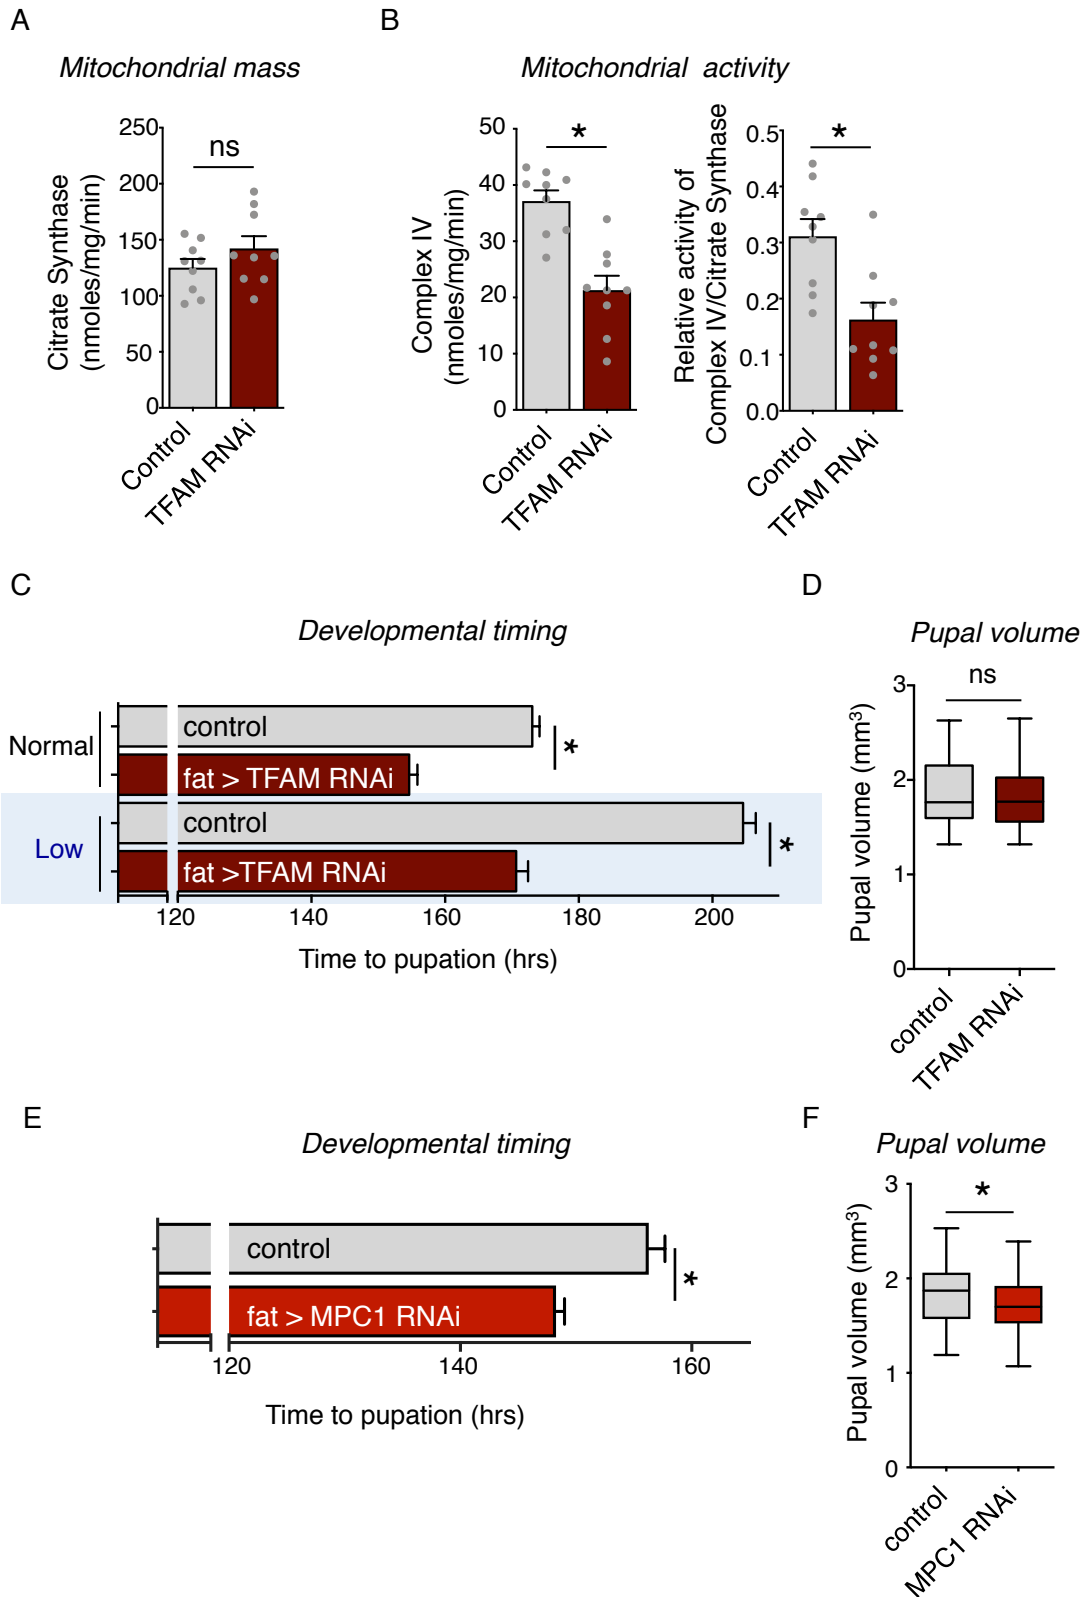 A
B
Mitochondrial mass
Mitochondrial activity
Citrate Synthase
(nmoles/mg/min)
250
200
150
100
50
0
ns
Control
TFAM RNAi
Complex IV
(nmoles/mg/min)
50
40
30
20
10
0
*
Control
TFAM RNAi
Relative activity of
Complex IV/Citrate Synthase
0.5
0.4
0.3
0.2
0.1
0.0
*
Control
TFAM RNAi
C
D
Developmental timing
Pupal volume
Normal
control
fat > TFAM RNAi
*
Low
control
fat >TFAM RNAi
*
120
140
160
180
200
Time to pupation (hrs)
Pupal volume (mm³)
3
2
1
0
ns
control
TFAM RNAi
E
F
Developmental timing
Pupal volume
control
fat > MPC1 RNAi
*
120
140
160
Time to pupation (hrs)
Pupal volume (mm³)
3
2
1
0
*
control
MPC1 RNAi